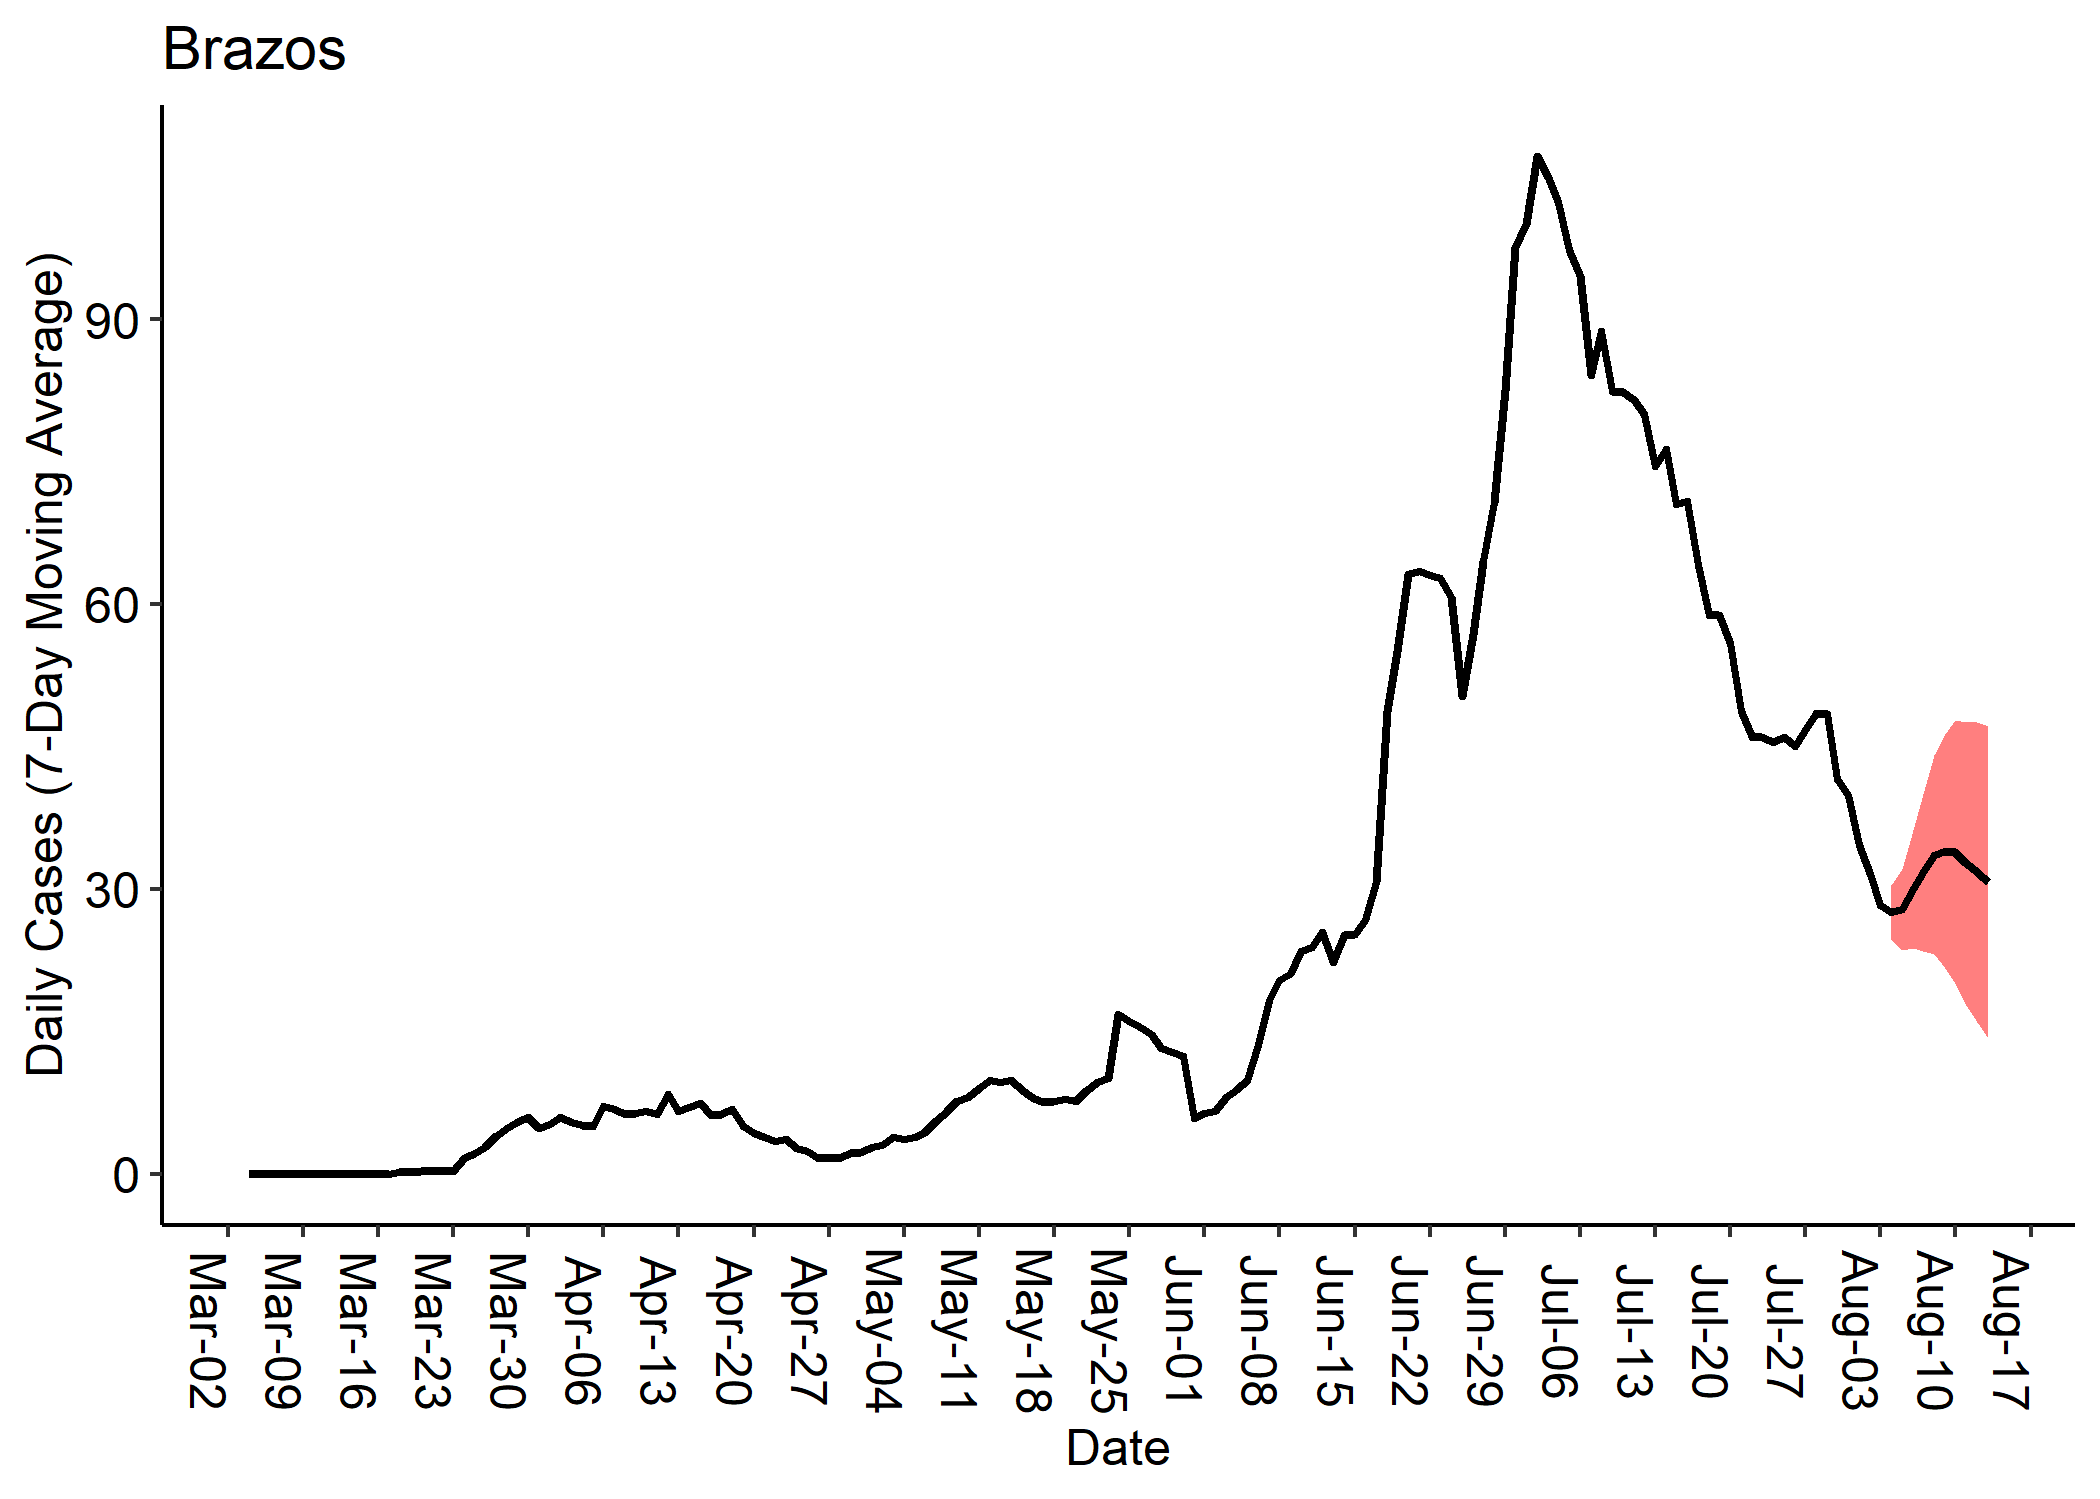 Brazos
Daily Cases (7-Day Moving Average)
90
60
30
0
Mar-02
Mar-09
Mar-16
Mar-23
Mar-30
Apr-06
Apr-13
Apr-20
Apr-27
May-04
May-11
May-18
May-25
Jun-01
Jun-08
Jun-15
Jun-22
Jun-29
Jul-06
Jul-13
Jul-20
Jul-27
Aug-03
Aug-10
Aug-17
Date